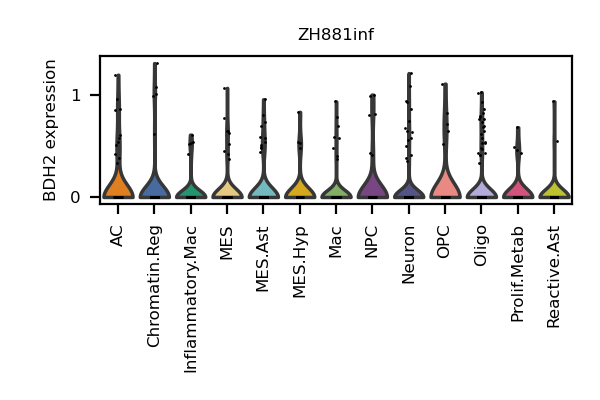 ZH881inf
BDH2 expression
1
0
AC
Chromatin.Reg
Inflammatory.Mac
MES
MES.Ast
MES.Hyp
Mac
NPC
Neuron
OPC
Oligo
Prolif.Metab
Reactive.Ast